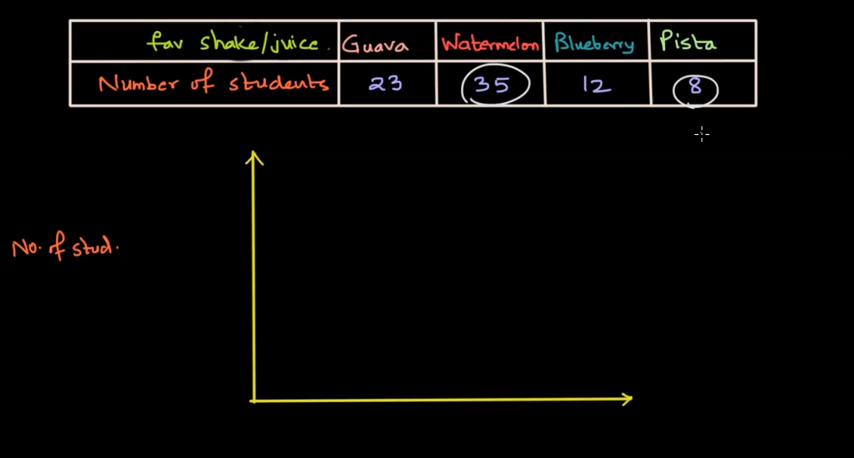 fav shake/juice. Guava Watermelon Blueberry Pista
Number of students 23 35 12 8
No. of stud.